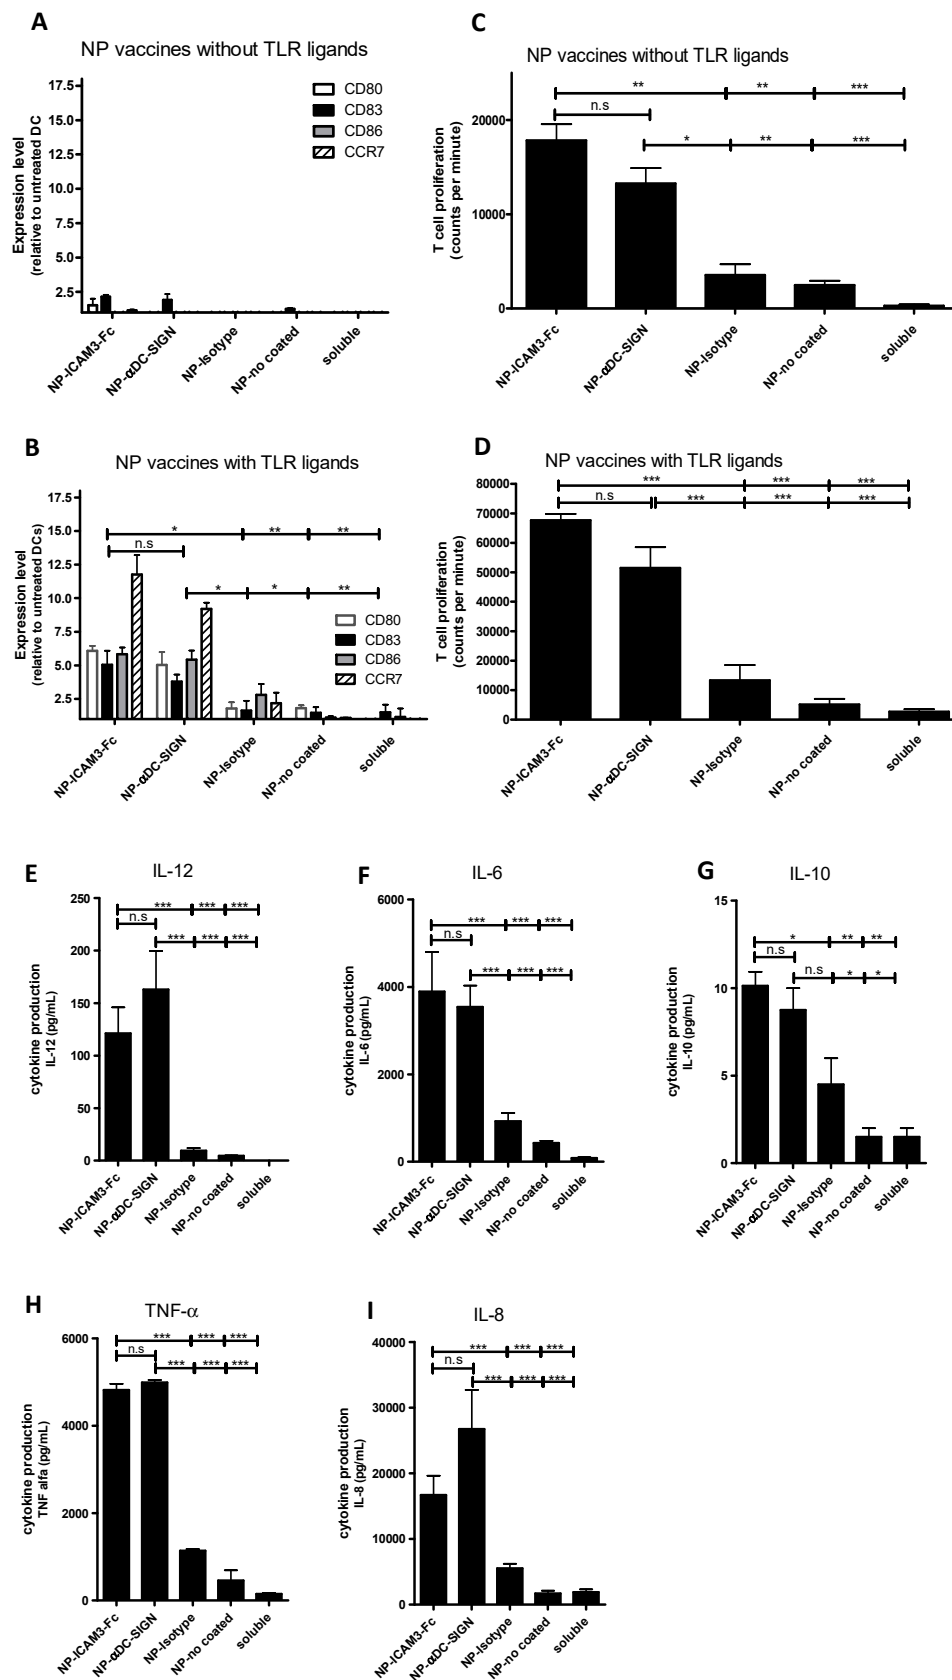 A
NP vaccines without TLR ligands
Expression level
(relative to untreated DC)
17.5
15.0
12.5
10.0
7.5
5.0
2.5
CD80
CD83
CD86
CCR7
NP-ICAM3-Fc
NP-αDC-SIGN
NP-Isotype
NP-no coated
soluble
C
NP vaccines without TLR ligands
T cell proliferation
(counts per minute)
20000
10000
0
** ** ***
n.s
* ** ***
NP-ICAM3-Fc
NP-αDC-SIGN
NP-Isotype
NP-no coated
soluble
B
NP vaccines with TLR ligands
Expression level
(relative to untreated DCs)
17.5
15.0
12.5
10.0
7.5
5.0
2.5
* ** **
n.s
* * **
CD80
CD83
CD86
CCR7
NP-ICAM3-Fc
NP-αDC-SIGN
NP-Isotype
NP-no coated
soluble
D
NP vaccines with TLR ligands
T cell proliferation
(counts per minute)
80000
70000
60000
50000
40000
30000
20000
10000
0
*** *** ***
n.s *** *** ***
NP-ICAM3-Fc
NP-αDC-SIGN
NP-Isotype
NP-no coated
soluble
E
IL-12
cytokine production
IL-12 (pg/mL)
250
200
150
100
50
0
*** *** ***
n.s
*** *** ***
NP-ICAM3-Fc
NP-αDC-SIGN
NP-Isotype
NP-no coated
soluble
F
IL-6
cytokine production
IL-6 (pg/mL)
6000
4000
2000
0
*** *** ***
n.s
*** *** ***
NP-ICAM3-Fc
NP-αDC-SIGN
NP-Isotype
NP-no coated
soluble
G
IL-10
cytokine production
IL-10 (pg/mL)
10
5
0
* ** **
n.s
n.s * *
NP-ICAM3-Fc
NP-αDC-SIGN
NP-Isotype
NP-no coated
soluble
H
TNF-α
cytokine production
TNF alfa (pg/mL)
6000
4000
2000
0
*** *** ***
n.s
*** *** ***
NP-ICAM3-Fc
NP-αDC-SIGN
NP-Isotype
NP-no coated
soluble
I
IL-8
cytokine production
IL-8 (pg/mL)
40000
30000
20000
10000
0
*** *** ***
n.s
*** *** ***
NP-ICAM3-Fc
NP-αDC-SIGN
NP-Isotype
NP-no coated
soluble